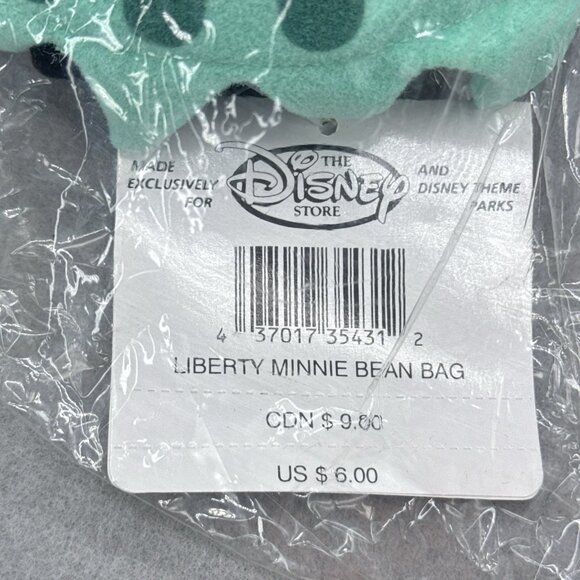 MADE EXCLUSIVELY FOR
THE DISNEY STORE
AND DISNEY THEME PARKS
4 37017 35431 2
LIBERTY MINNIE BEAN BAG
CDN $ 9.00
US $ 6.00